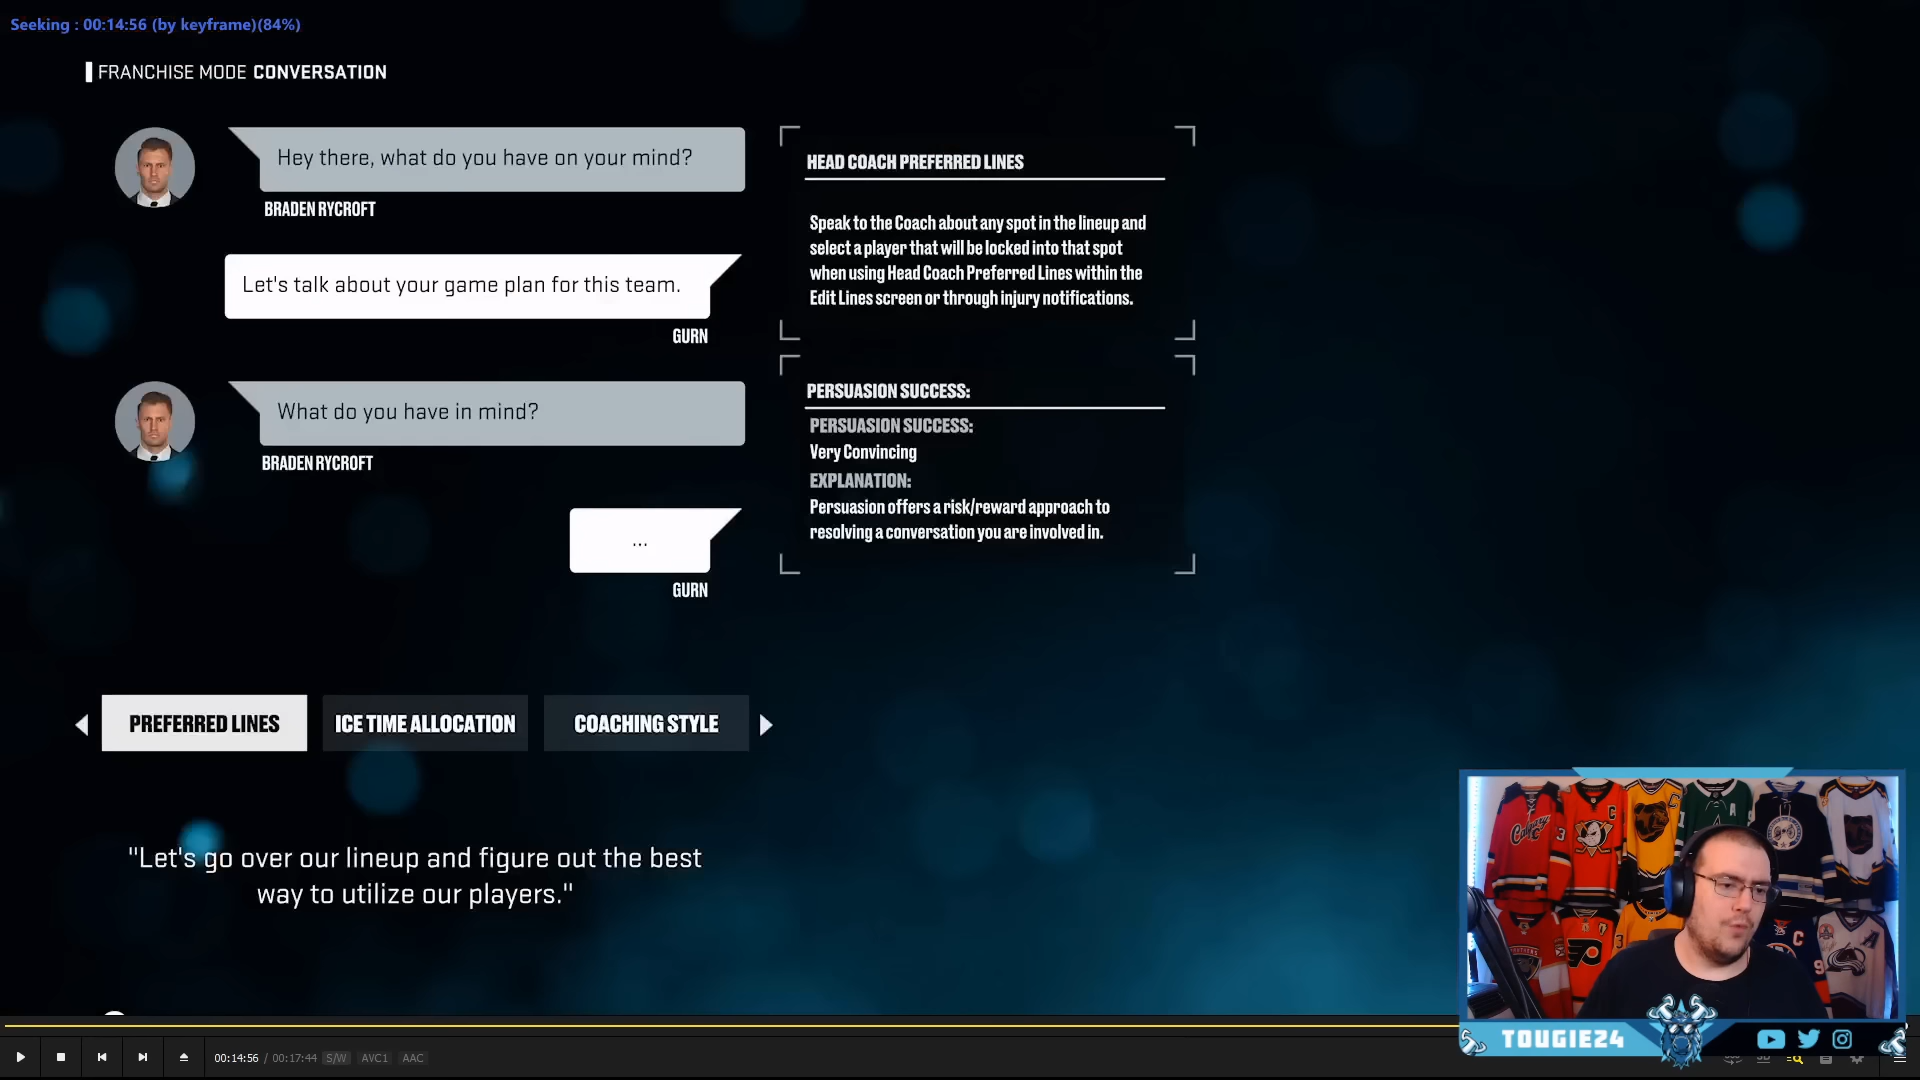 Seeking : 00:14:56 (by keyframe)(84%)
FRANCHISE MODE CONVERSATION
Hey there, what do you have on your mind?
BRADEN RYCROFT
Let's talk about your game plan for this team.
GURN
What do you have in mind?
BRADEN RYCROFT
...
GURN
HEAD COACH PREFERRED LINES
Speak to the Coach about any spot in the lineup and
select a player that will be locked into that spot
when using Head Coach Preferred Lines within the
Edit Lines screen or through injury notifications.
PERSUASION SUCCESS:
PERSUASION SUCCESS:
Very Convincing
EXPLANATION:
Persuasion offers a risk/reward approach to
resolving a conversation you are involved in.
PREFERRED LINES
ICE TIME ALLOCATION
COACHING STYLE
"Let's go over our lineup and figure out the best
way to utilize our players."
Calgary
TOUGIE24
00:14:56 / 00:17:44 S/W AVC1 AAC